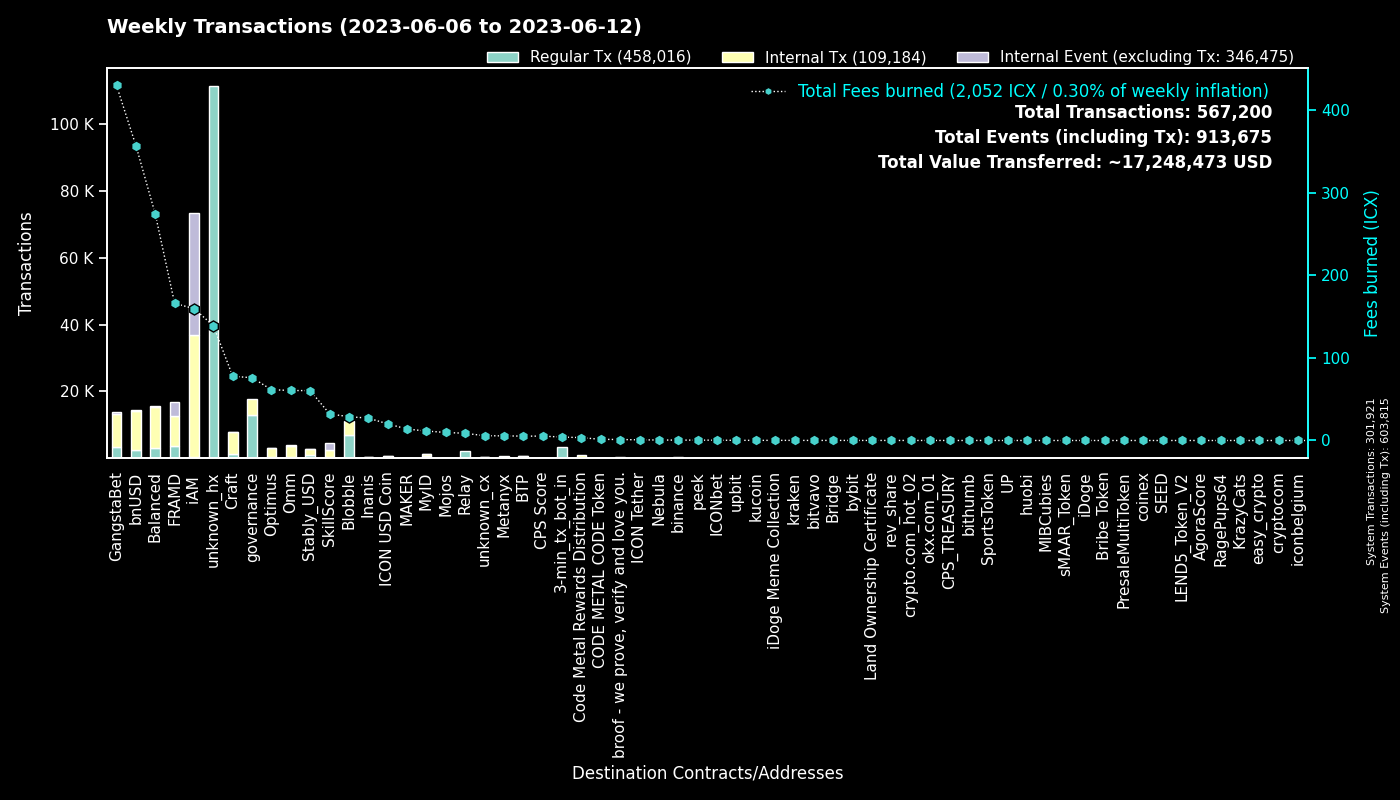 Weekly Transactions (2023-06-06 to 2023-06-12)
Regular Tx (458,016)
Internal Tx (109,184)
Internal Event (excluding Tx: 346,475)
Total Fees burned (2,052 ICX / 0.30% of weekly inflation)
Total Transactions: 567,200
Total Events (including Tx): 913,675
Total Value Transferred: ~17,248,473 USD
Transactions
100 K
80 K
60 K
40 K
20 K
400
300
200
100
0
Fees burned (ICX)
System Transactions: 301,921
System Events (including Tx): 603,815
GangstaBet
bnUSD
Balanced
FRAMD
iAM
unknown_hx
Craft
governance
Optimus
Omm
Stably_USD
SkillScore
Blobble
Inanis
ICON USD Coin
MAKER
MyID
Mojos
Relay
unknown_cx
Metanyx
BTP
CPS Score
3-min_tx_bot_in
Code Metal Rewards Distribution
CODE METAL CODE Token
broof - we prove, verify and love you.
ICON Tether
Nebula
binance
peek
ICONbet
upbit
kucoin
iDoge Meme Collection
kraken
bitvavo
Bridge
bybit
Land Ownership Certificate
rev_share
crypto.com_hot_02
okx.com_01
CPS_TREASURY
bithumb
SportsToken
UP
huobi
MIBCubies
sMAAR_Token
iDoge
Bribe Token
PresaleMultiToken
coinex
SEED
LEND5_Token_V2
AgoraScore
RagePups64
KrazyCats
easy_crypto
cryptocom
iconbelgium
Destination Contracts/Addresses